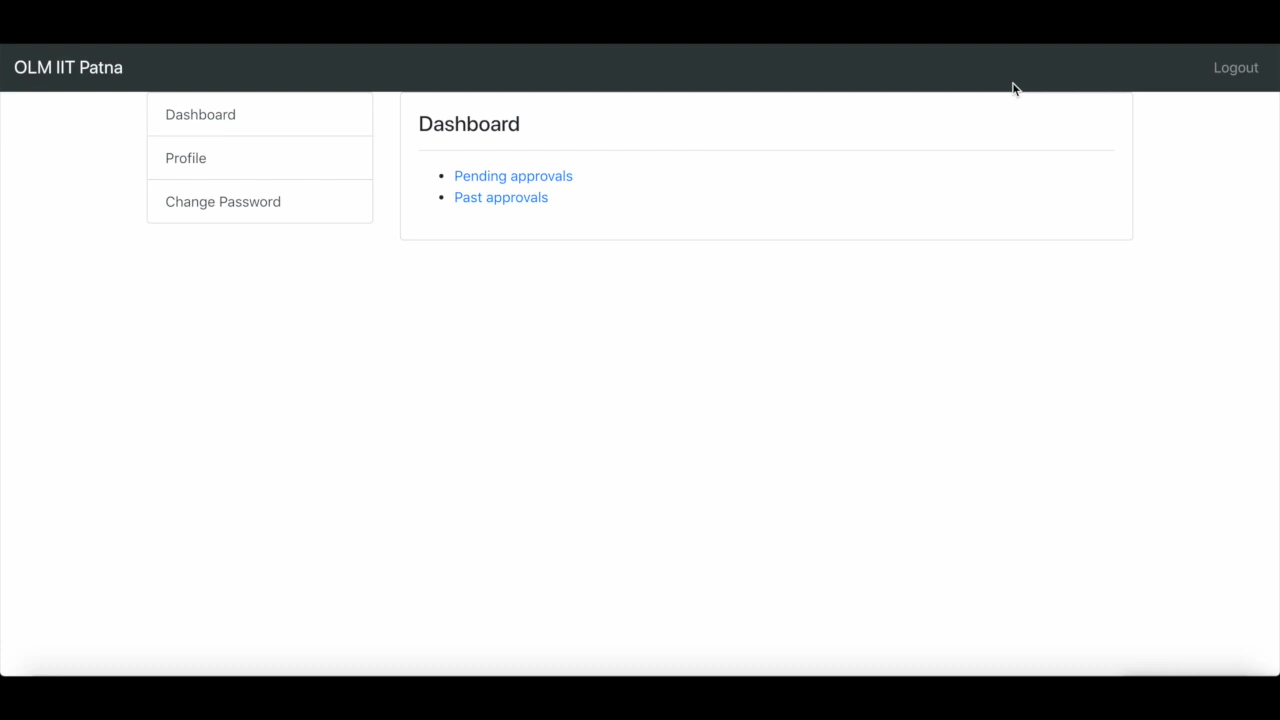 OLM IIT Patna
Logout
Dashboard
Profile
Change Password
Dashboard
Pending approvals
Past approvals